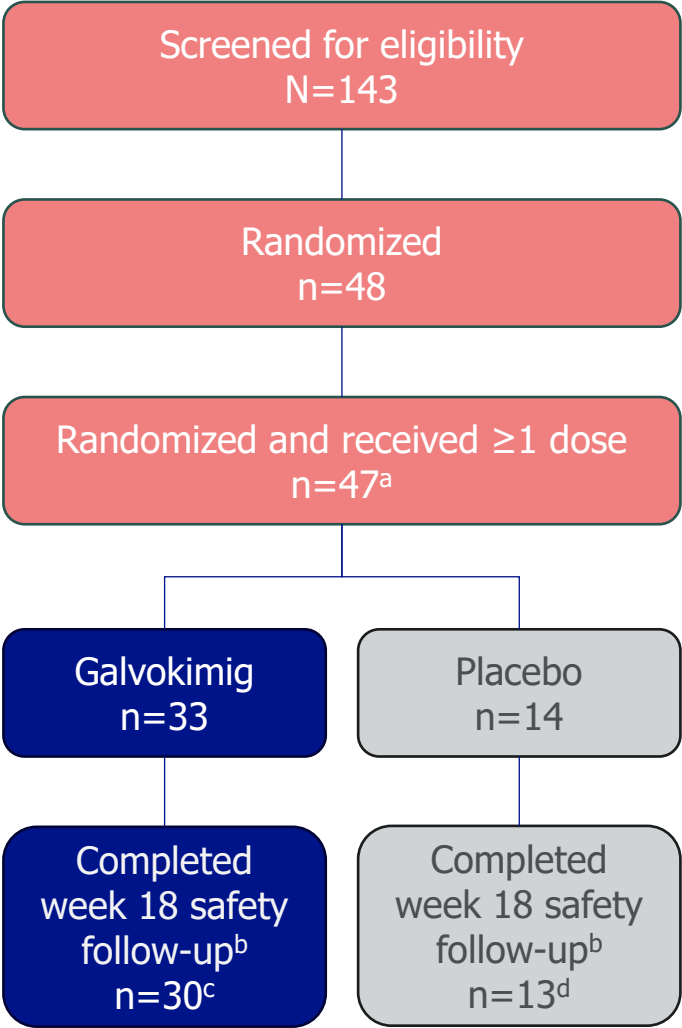 Screened for eligibility
N=143
Randomized
n=48
Randomized and received ≥1 dose
n=47ᵃ
Galvokimig
n=33
Placebo
n=14
Completed
week 18 safety
follow-upᵇ
n=30ᶜ
Completed
week 18 safety
follow-upᵇ
n=13ᵈ